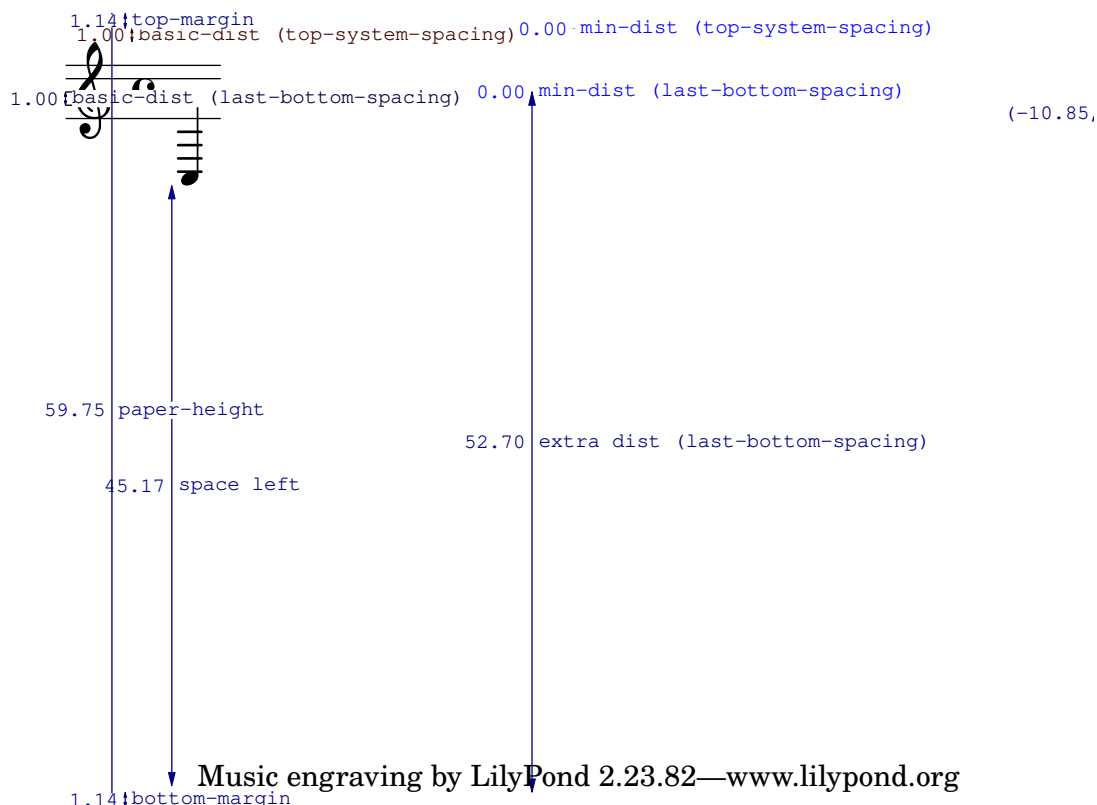 1.14 top-margin
1.00 basic-dist (top-system-spacing) 0.00 min-dist (top-system-spacing)
1.00 basic-dist (last-bottom-spacing) 0.00 min-dist (last-bottom-spacing)
(-10.85,
59.75 paper-height
52.70 extra dist (last-bottom-spacing)
45.17 space left
Music engraving by LilyPond 2.23.82—www.lilypond.org
1.14 bottom-margin